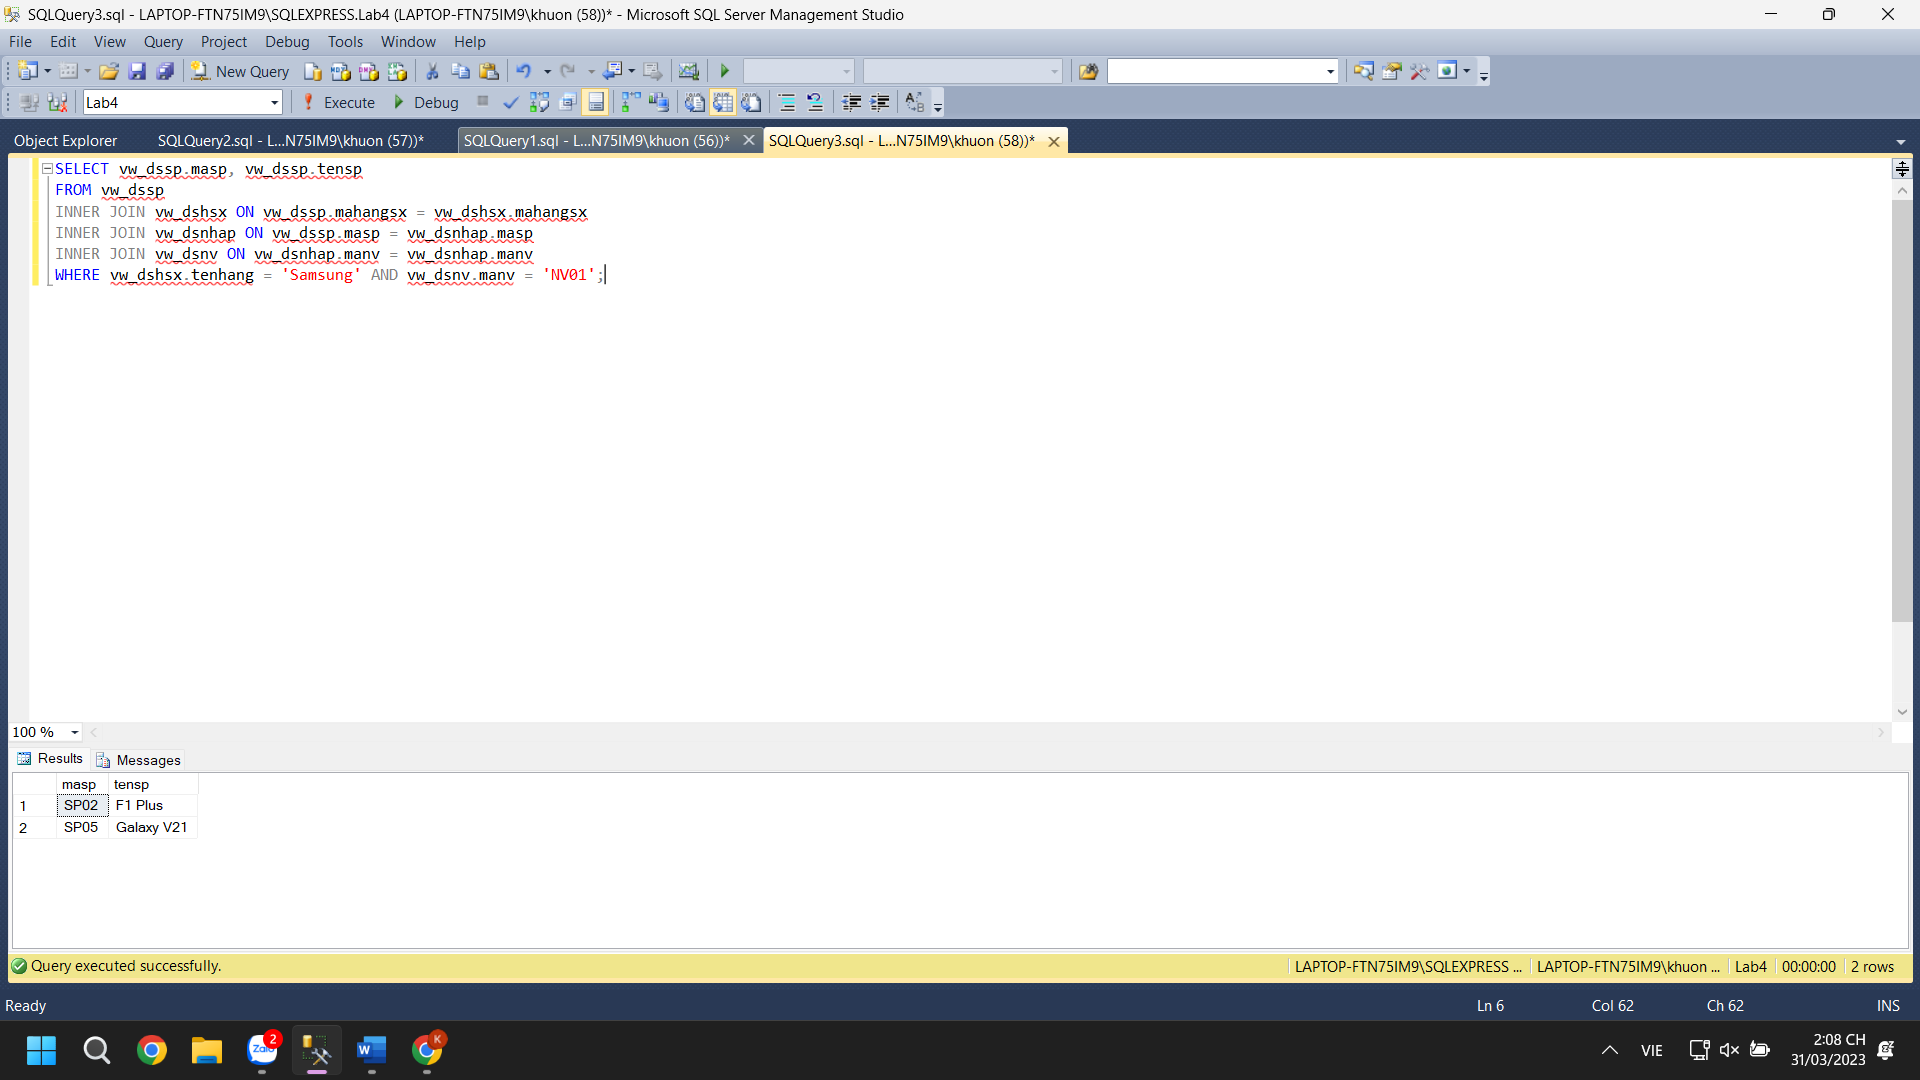 SQLQuery3.sql - LAPTOP-FTN75IM9\SQLEXPRESS.Lab4 (LAPTOP-FTN75IM9\khuon (58))* - Microsoft SQL Server Management Studio
File Edit View Query Project Debug Tools Window Help
New Query
Lab4 Execute Debug
Object Explorer SQLQuery2.sql - L...N75IM9\khuon (57))* SQLQuery1.sql - L...N75IM9\khuon (56))* SQLQuery3.sql - L...N75IM9\khuon (58))*
SELECT vw_dssp.masp, vw_dssp.tensp
FROM vw_dssp
INNER JOIN vw_dshsx ON vw_dssp.mahangsx = vw_dshsx.mahangsx
INNER JOIN vw_dsnhap ON vw_dssp.masp = vw_dsnhap.masp
INNER JOIN vw_dsnv ON vw_dsnhap.manv = vw_dsnhap.manv
WHERE vw_dshsx.tenhang = 'Samsung' AND vw_dsnv.manv = 'NV01';
100 %
Results Messages
masp tensp
1 SP02 F1 Plus
2 SP05 Galaxy V21
Query executed successfully. LAPTOP-FTN75IM9\SQLEXPRESS ... LAPTOP-FTN75IM9\khuon ... Lab4 00:00:00 2 rows
Ready Ln 6 Col 62 Ch 62 INS
Zalo 2 W K VIE 2:08 CH
31/03/2023